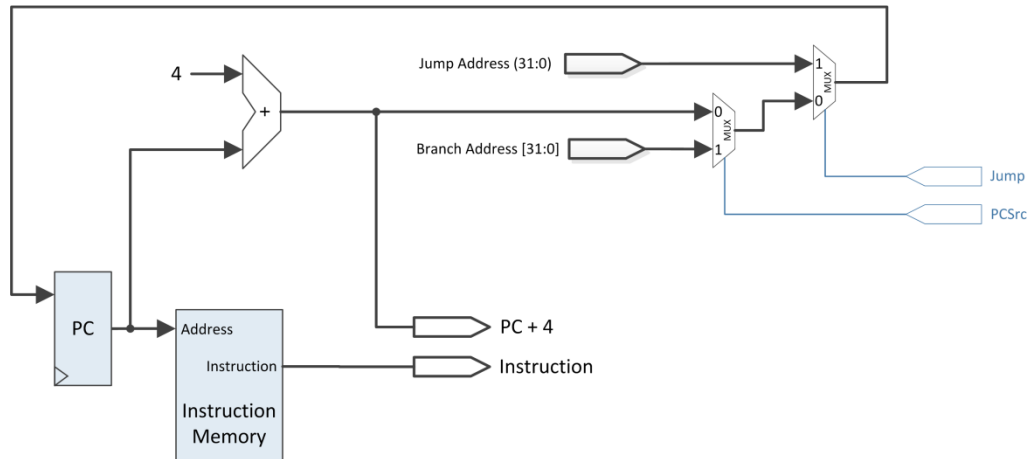 4
+
Jump Address (31:0)
1
MUX
0
0
MUX
1
Branch Address [31:0]
Jump
PCSrc
PC
Address
Instruction
Instruction
Memory
PC + 4
Instruction